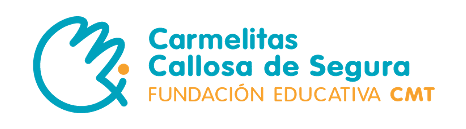 Carmelitas
Callosa de Segura
FUNDACIÓN EDUCATIVA CMT